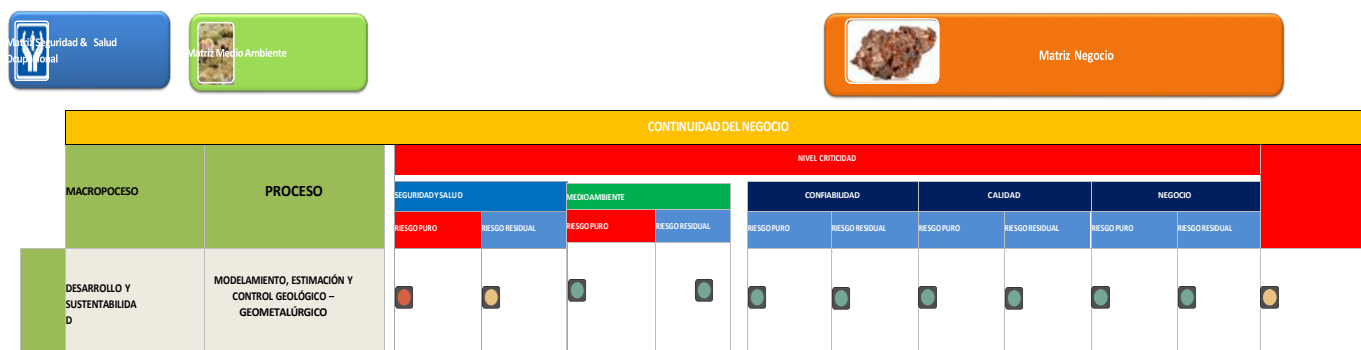 Matriz Seguridad & Salud
Ocupacional
Matriz Medio Ambiente
Matriz Negocio
CONTINUIDAD DEL NEGOCIO
NIVEL CRITICIDAD
MACROPOCESO
PROCESO
SEGURIDAD Y SALUD
MEDIOAMBIENTE
CONFIABILIDAD
CALIDAD
NEGOCIO
RIESGO PURO
RIESGO RESIDUAL
RIESGO PURO
RIESGO RESIDUAL
RIESGO PURO
RIESGO RESIDUAL
RIESGO PURO
RIESGO RESIDUAL
RIESGO PURO
RIESGO RESIDUAL
DESARROLLO Y
SUSTENTABILIDA
D
MODELAMIENTO, ESTIMACIÓN Y
CONTROL GEOLÓGICO –
GEOMETALÚRGICO